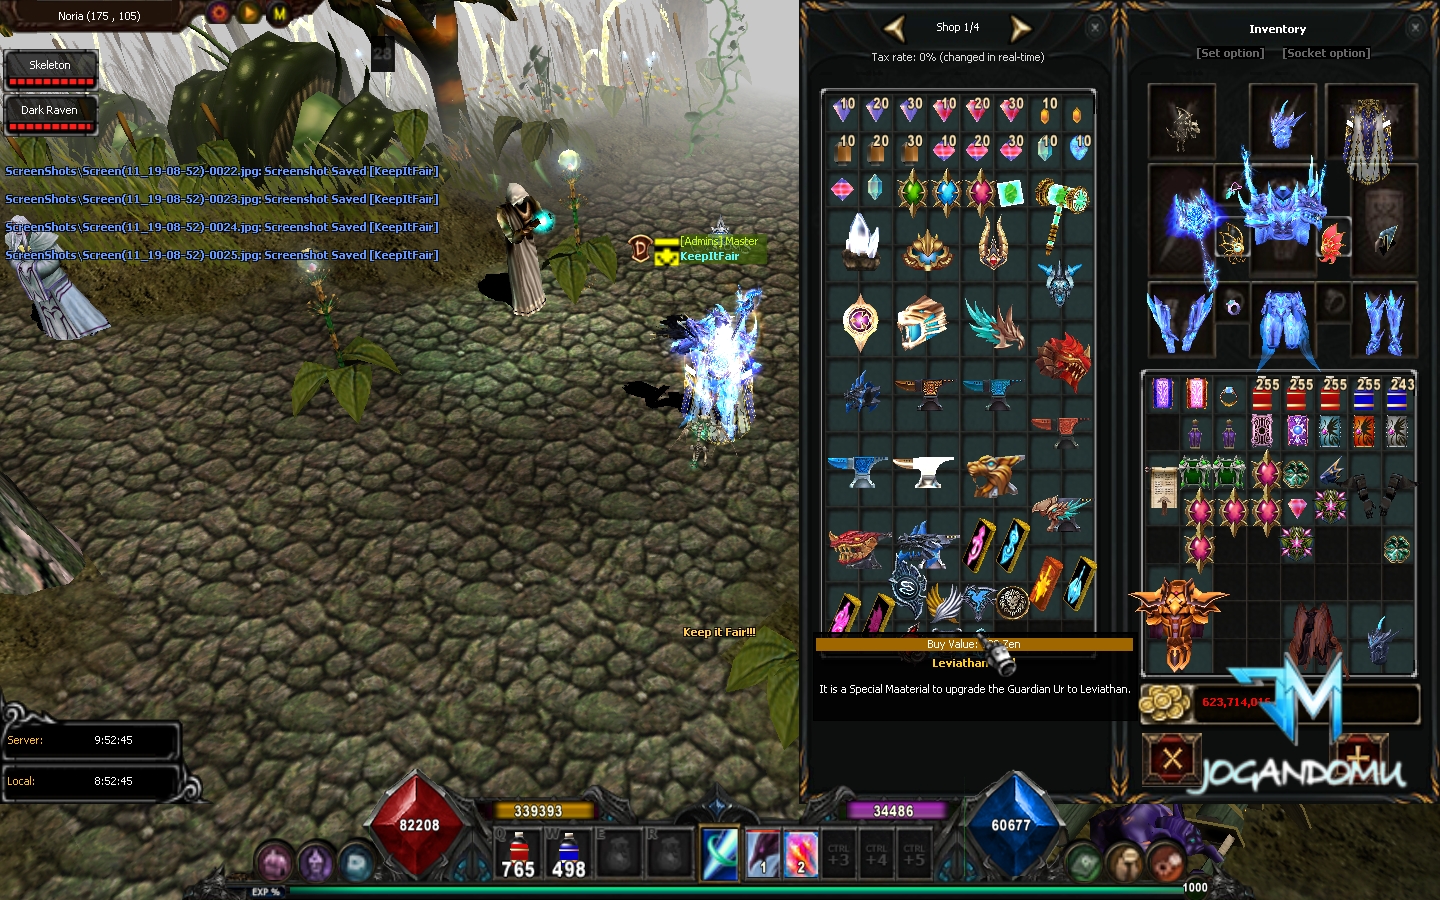 Noria (175 , 105)
M
28
Skeleton
Dark Raven
ScreenShots\Screen(11_19-08-52)-0022.jpg: Screenshot Saved [KeepItFair]
ScreenShots\Screen(11_19-08-52)-0023.jpg: Screenshot Saved [KeepItFair]
ScreenShots\Screen(11_19-08-52)-0024.jpg: Screenshot Saved [KeepItFair]
ScreenShots\Screen(11_19-08-52)-0025.jpg: Screenshot Saved [KeepItFair]
D
[Admins] Master
KeepItFair
Keep it Fair!!!
Shop 1/4
Tax rate: 0% (changed in real-time)
10 20 30 10 20 30 10
10 20 30 10 20 30 10 10
Buy Value: Zen
Leviathan
It is a Special Maaterial to upgrade the Guardian Ur to Leviathan.
Inventory
[Set option] [Socket option]
255 255 255 255 243
JM
JOGANDOMU
Server: 9:52:45
Local: 8:52:45
82208
339393
34486
60677
Q W E R
765 498
1 2
CTRL +3 CTRL +4 CTRL +5
EXP %
1000